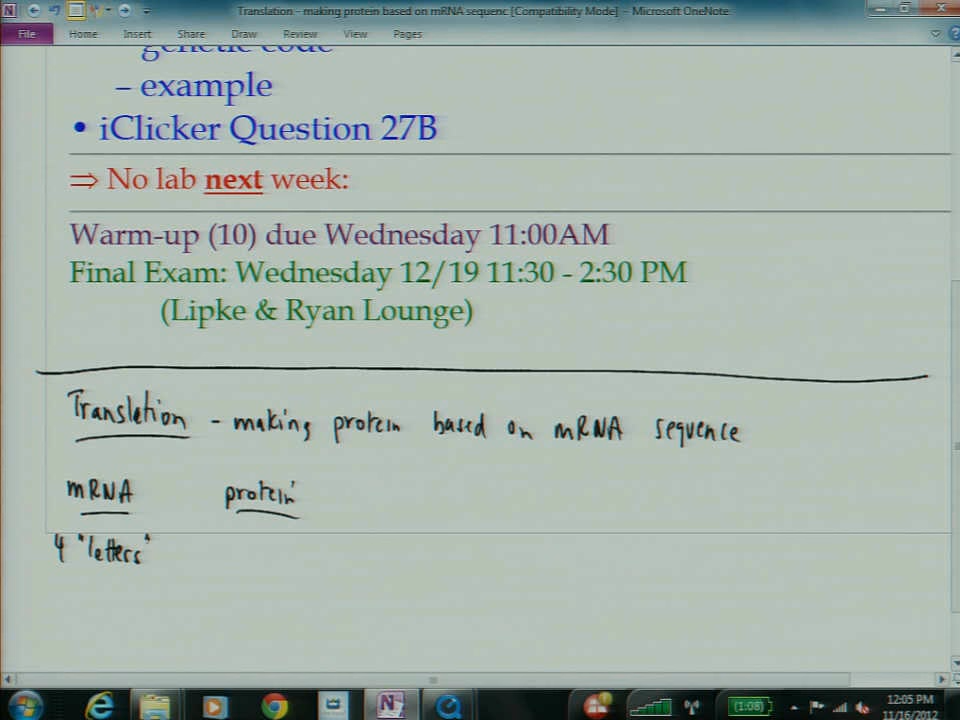 Translation - making protein based on mRNA sequenc [Compatibility Mode] - Microsoft OneNote
File Home Insert Share Draw Review View Pages
genetic code
– example
• iClicker Question 27B
⇒ No lab next week:
Warm-up (10) due Wednesday 11:00AM
Final Exam: Wednesday 12/19 11:30 - 2:30 PM
(Lipke & Ryan Lounge)
Translation - making protein based on mRNA sequence
mRNA protein
4 "letters"
(1:08)
12:05 PM
11/16/2012